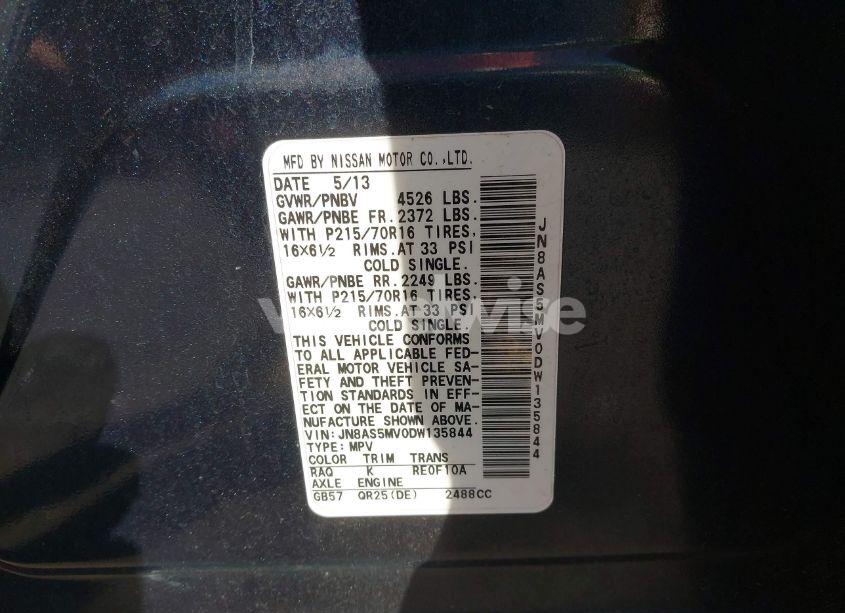 MFD BY NISSAN MOTOR CO.,LTD.
DATE 5/13
GVWR/PNBV 4526 LBS.
GAWR/PNBE FR. 2372 LBS.
WITH P215/70R16 TIRES,
16X6½ RIMS. AT 33 PSI
COLD SINGLE.
GAWR/PNBE RR. 2249 LBS.
WITH P215/70R16 TIRES,
16X6½ RIMS. AT 33 PSI
COLD SINGLE.
THIS VEHICLE CONFORMS
TO ALL APPLICABLE FED-
ERAL MOTOR VEHICLE SA-
FETY AND THEFT PREVEN-
TION STANDARDS IN EFF-
ECT ON THE DATE OF MA-
NUFACTURE SHOWN ABOVE.
VIN: JN8AS5MV0DW135844
TYPE: MPV
COLOR TRIM TRANS
RAQ K RE0F10A
AXLE ENGINE
GB57 QR25(DE) 2488CC
JN8AS5MV0DW135844